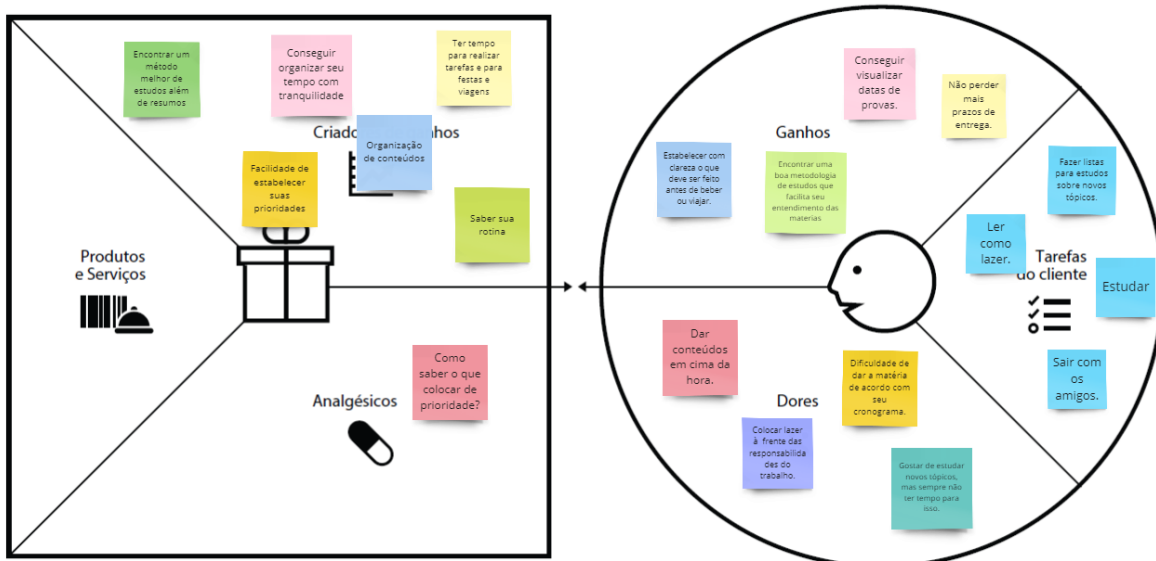 Encontrar um
método
melhor de
estudos além
de resumos
Conseguir
organizar seu
tempo com
tranquilidade
Ter tempo
para realizar
tarefas e para
festas e
viagens
Organização
de conteúdos
Facilidade de
estabelecer
suas
prioridades
Saber sua
rotina
Produtos
e Serviços
Como
saber o que
colocar de
prioridade?
Analgésicos
Conseguir
visualizar
datas de
provas.
Não perder
mais
prazos de
entrega.
Ganhos
Estabelecer com
clareza o que
deve ser feito
antes de beber
ou viajar.
Encontrar uma
boa metodologia
de estudos que
facilita seu
entendimento das
materias
Fazer listas
para estudos
sobre novos
tópicos.
Ler
como
lazer.
Tarefas
do cliente
Estudar
Sair com
os
amigos.
Dar
conteúdos
em cima da
hora.
Dificuldade de
dar a matéria
de acordo com
seu
cronograma.
Dores
Colocar lazer
à frente das
responsabilida
des do
trabalho.
Gostar de estudar
novos tópicos,
mas sempre não
ter tempo para
isso.